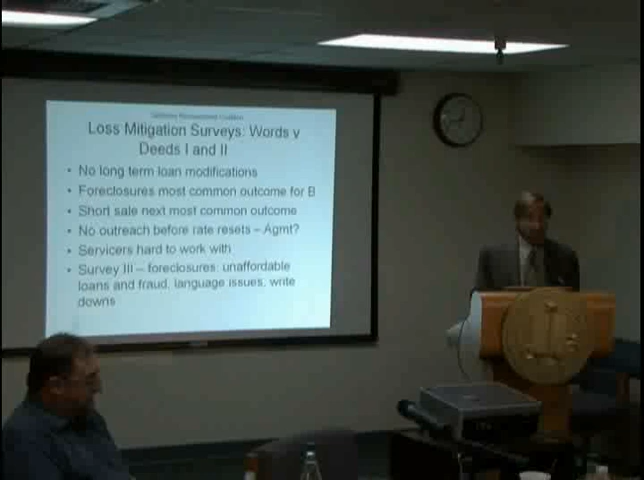 Loss Mitigation Surveys: Words v
Deeds I and II
• No long term loan modifications
• Foreclosures most common outcome for B
• Short sale next most common outcome
• No outreach before rate resets – Agmt?
• Servicers hard to work with
• Survey III – foreclosures, unaffordable
loans and fraud, language issues, write
downs